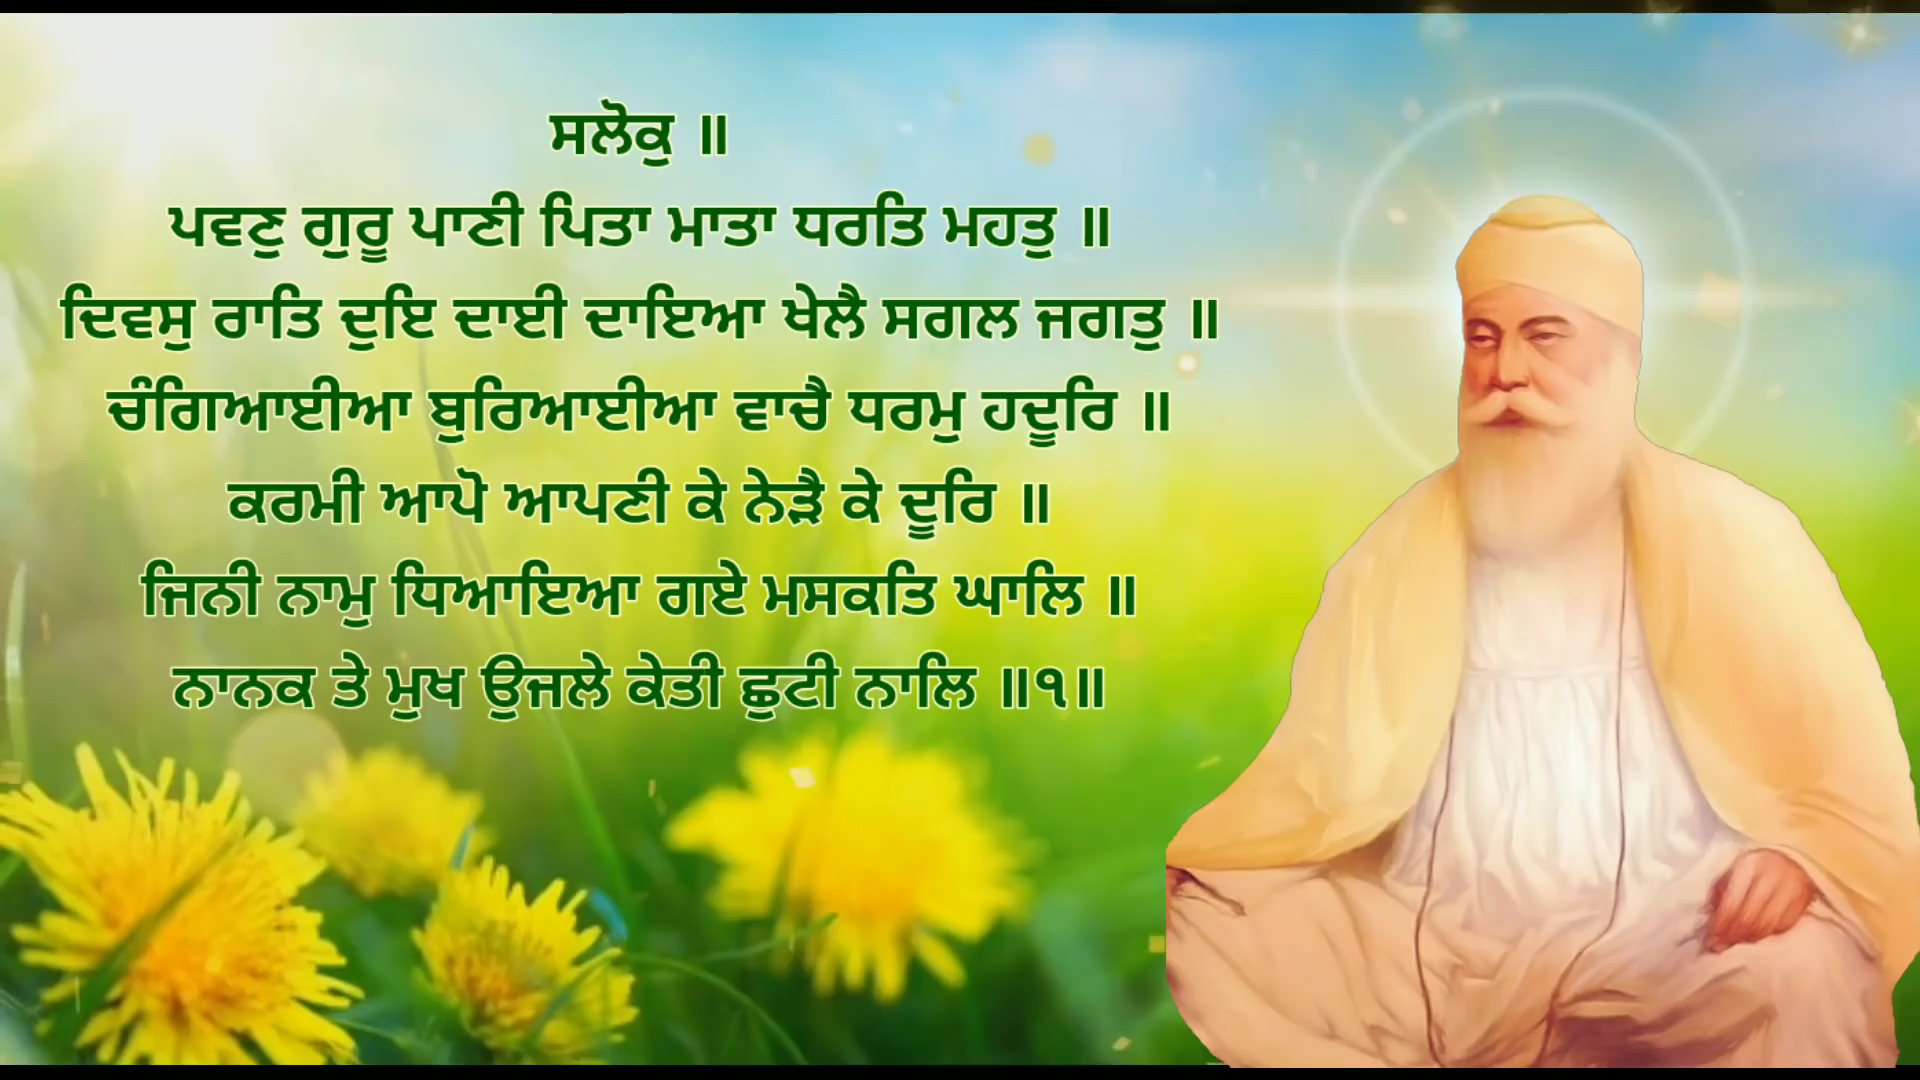 ਸਲੋਕੁ ॥
ਪਵਣੁ ਗੁਰੂ ਪਾਣੀ ਪਿਤਾ ਮਾਤਾ ਧਰਤਿ ਮਹਤੁ ॥
ਦਿਵਸੁ ਰਾਤਿ ਦੁਇ ਦਾਈ ਦਾਇਆ ਖੇਲੈ ਸਗਲ ਜਗਤੁ ॥
ਚੰਗਿਆਈਆ ਬੁਰਿਆਈਆ ਵਾਚੈ ਧਰਮੁ ਹਦੂਰਿ ॥
ਕਰਮੀ ਆਪੋ ਆਪਣੀ ਕੇ ਨੇੜੈ ਕੇ ਦੂਰਿ ॥
ਜਿਨੀ ਨਾਮੁ ਧਿਆਇਆ ਗਏ ਮਸਕਤਿ ਘਾਲਿ ॥
ਨਾਨਕ ਤੇ ਮੁਖ ਉਜਲੇ ਕੇਤੀ ਛੁਟੀ ਨਾਲਿ ॥੧॥